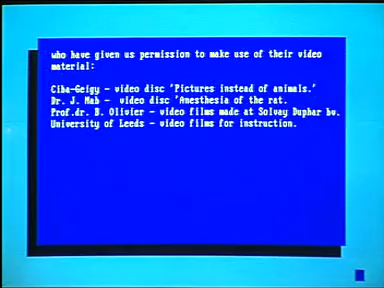 who have given us permission to make use of their video
material:
Ciba-Geigy - video disc 'Pictures instead of animals.'
Dr. J. Nab - video disc 'Anesthesia of the rat.
Prof.dr. B. Olivier - video films made at Solvay Duphar bv.
University of Leeds - video films for instruction.